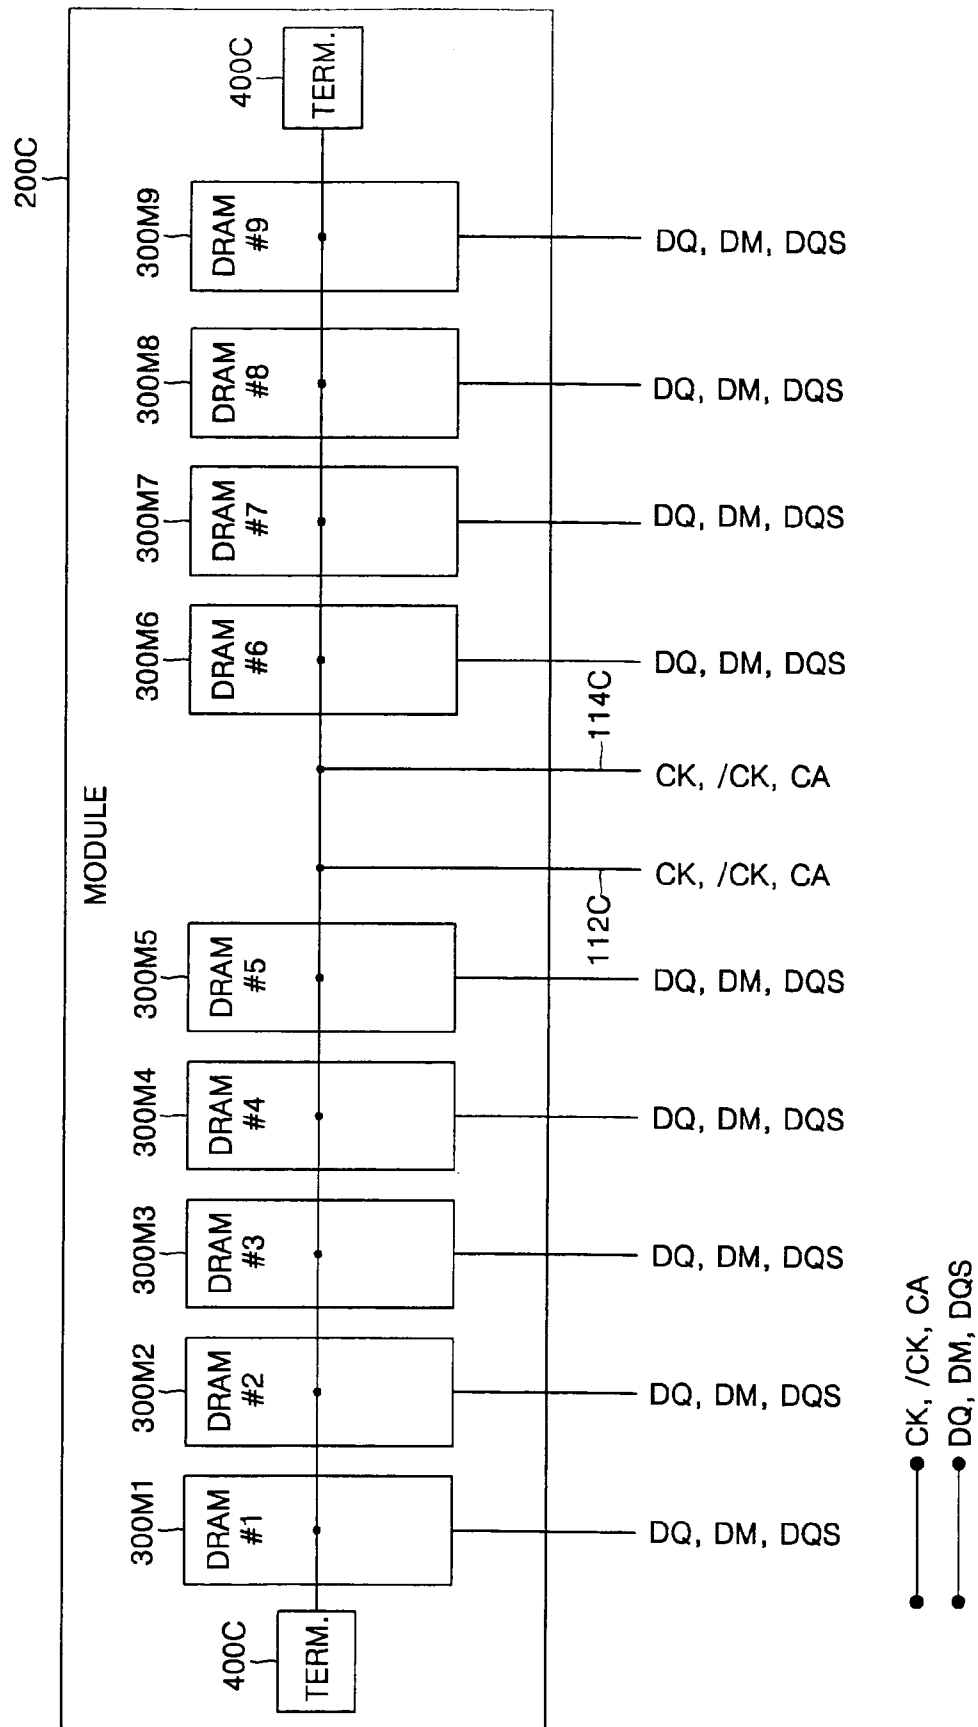 200C
MODULE
400C
TERM.
300M1
DRAM
#1
DQ, DM, DQS
300M2
DRAM
#2
DQ, DM, DQS
300M3
DRAM
#3
DQ, DM, DQS
300M4
DRAM
#4
DQ, DM, DQS
300M5
DRAM
#5
DQ, DM, DQS
112C
CK, /CK, CA
114C
CK, /CK, CA
300M6
DRAM
#6
DQ, DM, DQS
300M7
DRAM
#7
DQ, DM, DQS
300M8
DRAM
#8
DQ, DM, DQS
300M9
DRAM
#9
DQ, DM, DQS
400C
TERM.
CK, /CK, CA
DQ, DM, DQS